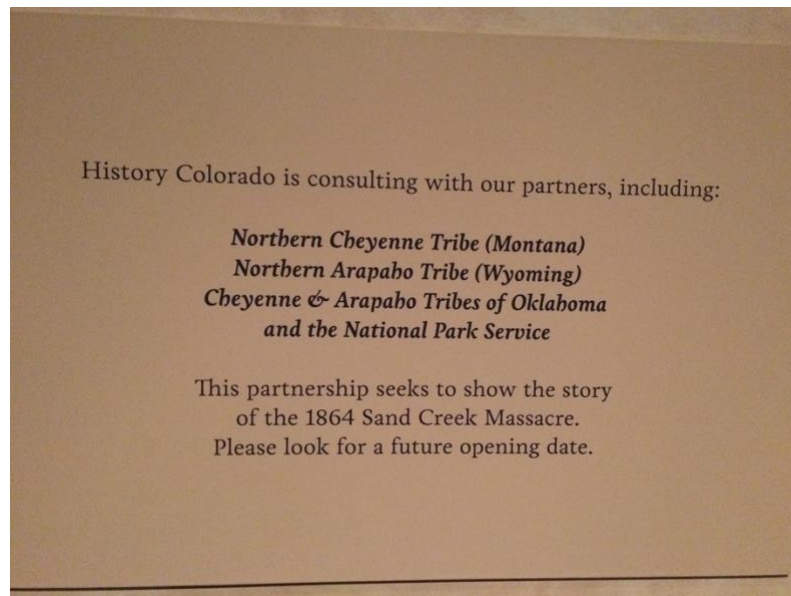 History Colorado is consulting with our partners, including:
Northern Cheyenne Tribe (Montana)
Northern Arapaho Tribe (Wyoming)
Cheyenne & Arapaho Tribes of Oklahoma
and the National Park Service
This partnership seeks to show the story
of the 1864 Sand Creek Massacre.
Please look for a future opening date.